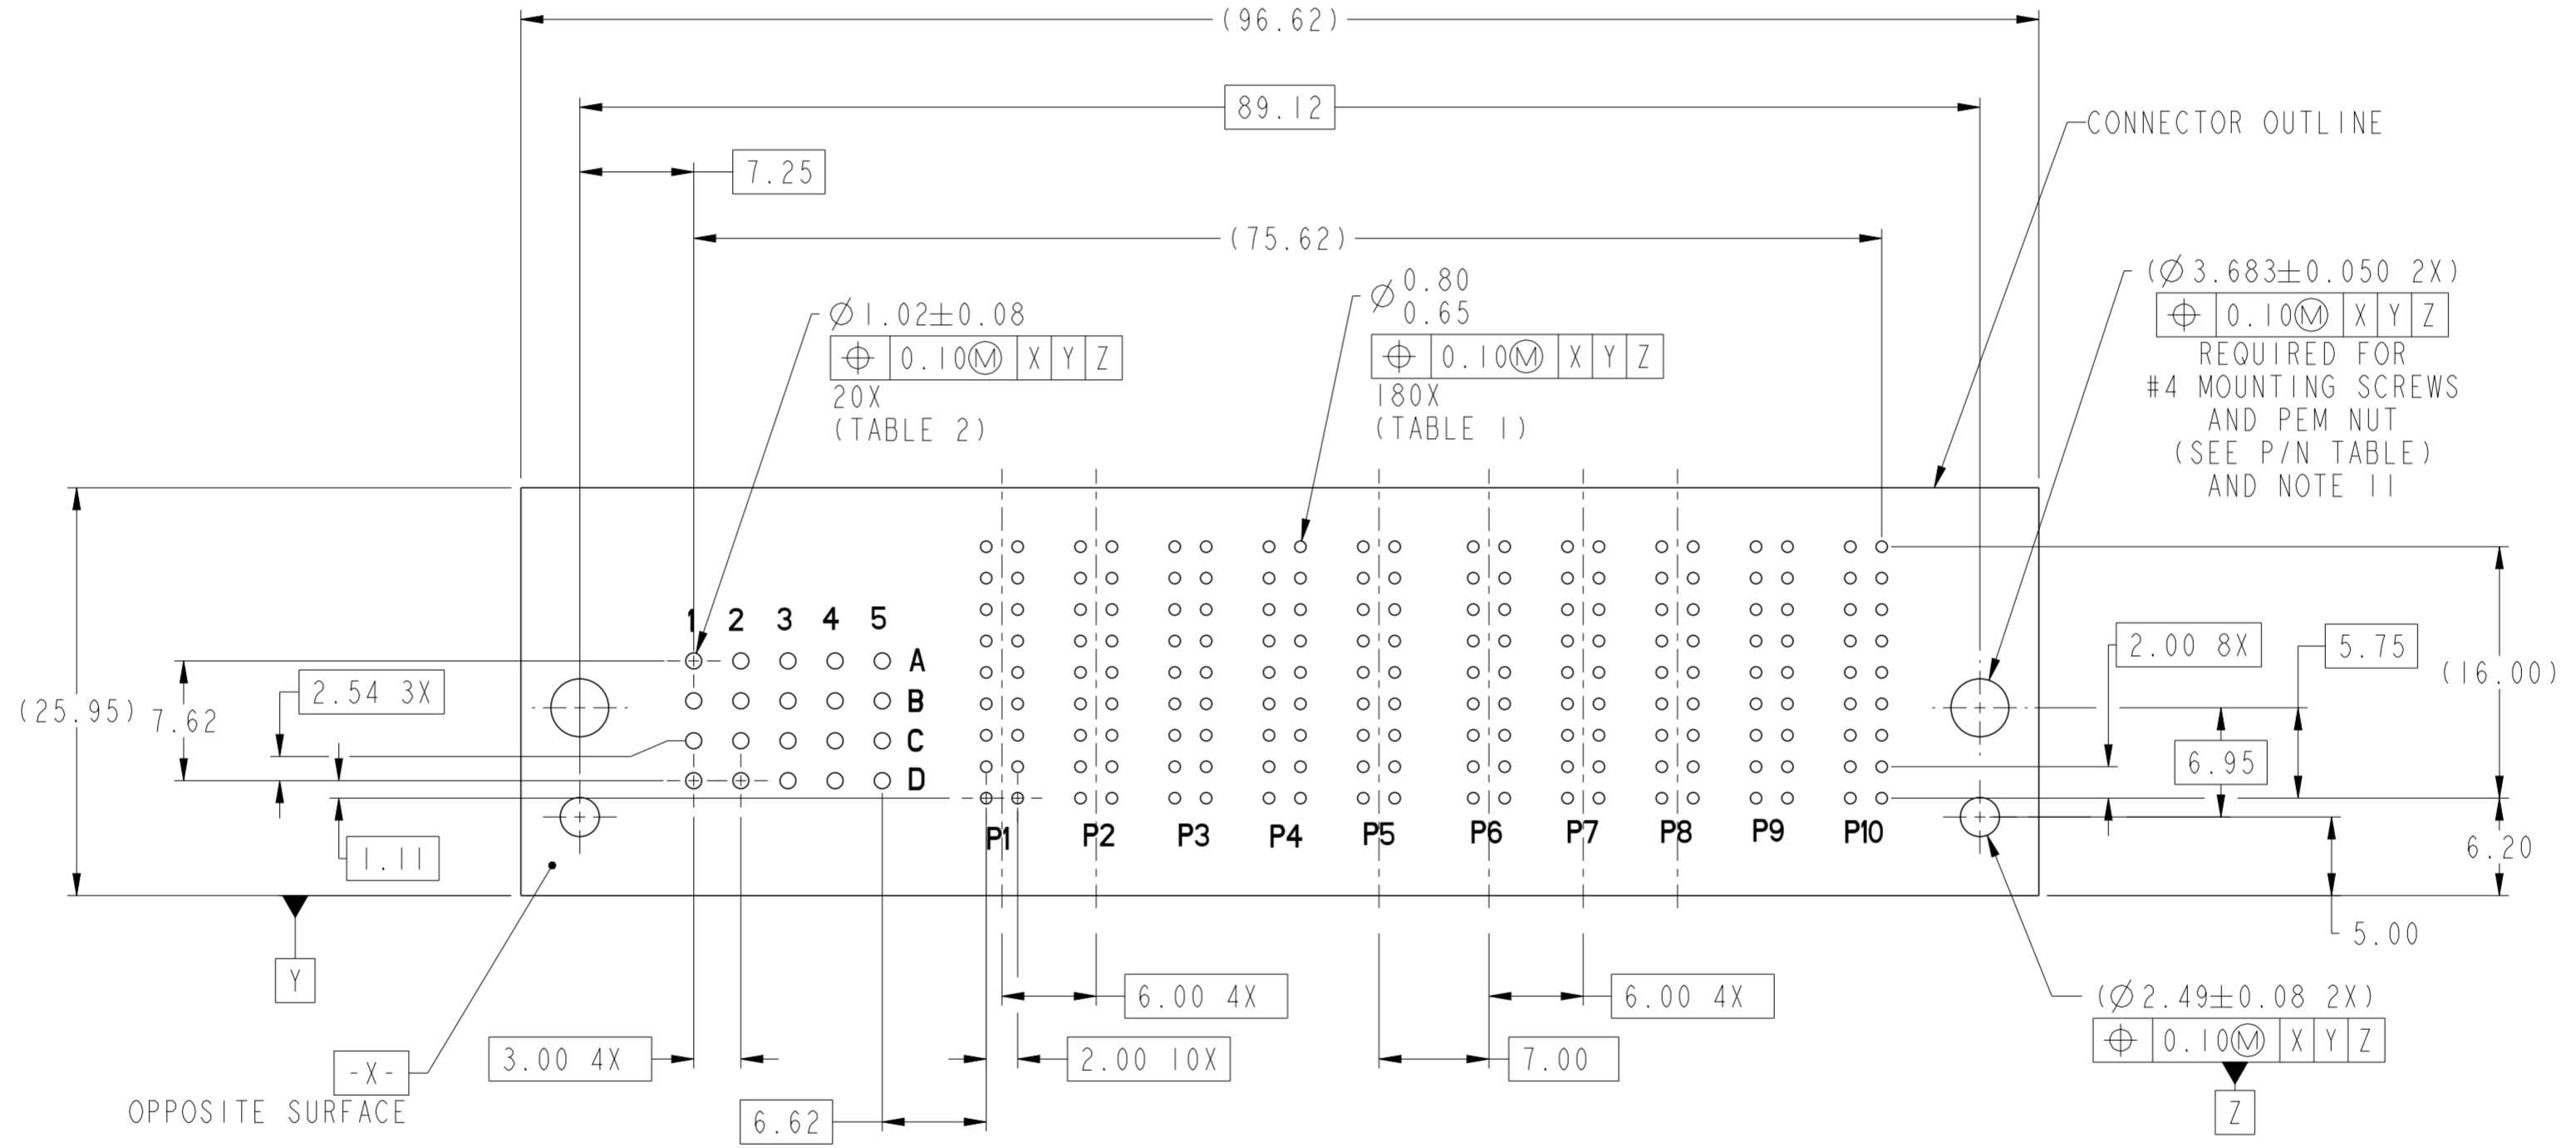 (96.62)
89.12
CONNECTOR OUTLINE
7.25
(75.62)
Ø1.02±0.08
⌖ 0.10Ⓜ X Y Z
20X
(TABLE 2)
Ø 0.80
0.65
⌖ 0.10Ⓜ X Y Z
180X
(TABLE 1)
(Ø3.683±0.050 2X)
⌖ 0.10Ⓜ X Y Z
REQUIRED FOR
#4 MOUNTING SCREWS
AND PEM NUT
(SEE P/N TABLE)
AND NOTE 11
1 2 3 4 5
A
B
C
D
(25.95)
7.62
2.54 3X
1.11
2.00 8X
5.75
(16.00)
6.95
6.20
5.00
P1 P2 P3 P4 P5 P6 P7 P8 P9 P10
Y
-X-
OPPOSITE SURFACE
6.00 4X
6.00 4X
3.00 4X
2.00 10X
7.00
6.62
(Ø2.49±0.08 2X)
⌖ 0.10Ⓜ X Y Z
Z